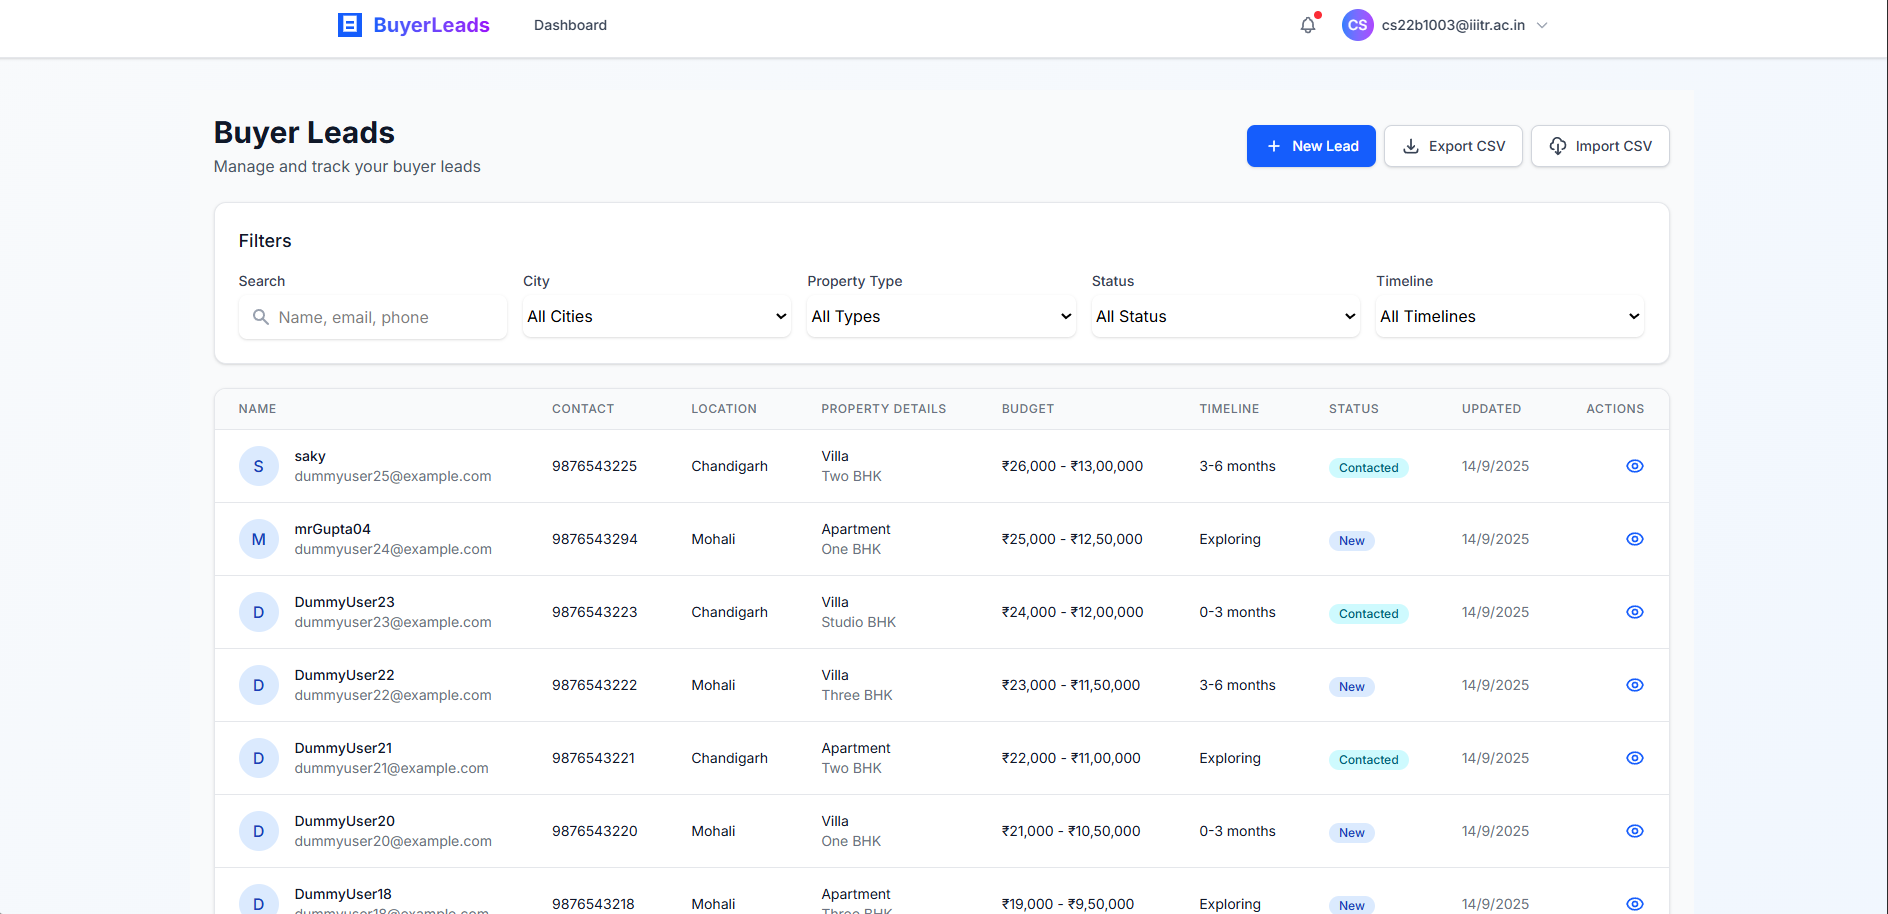 BuyerLeads Dashboard CS cs22b1003@iiitr.ac.in
Buyer Leads
Manage and track your buyer leads
New Lead Export CSV Import CSV
Filters
Search City Property Type Status Timeline
Name, email, phone All Cities All Types All Status All Timelines
NAME CONTACT LOCATION PROPERTY DETAILS BUDGET TIMELINE STATUS UPDATED ACTIONS
S saky 9876543225 Chandigarh Villa ₹26,000 - ₹13,00,000 3-6 months Contacted 14/9/2025
dummyuser25@example.com Two BHK
M mrGupta04 9876543294 Mohali Apartment ₹25,000 - ₹12,50,000 Exploring New 14/9/2025
dummyuser24@example.com One BHK
D DummyUser23 9876543223 Chandigarh Villa ₹24,000 - ₹12,00,000 0-3 months Contacted 14/9/2025
dummyuser23@example.com Studio BHK
D DummyUser22 9876543222 Mohali Villa ₹23,000 - ₹11,50,000 3-6 months New 14/9/2025
dummyuser22@example.com Three BHK
D DummyUser21 9876543221 Chandigarh Apartment ₹22,000 - ₹11,00,000 Exploring Contacted 14/9/2025
dummyuser21@example.com Two BHK
D DummyUser20 9876543220 Mohali Villa ₹21,000 - ₹10,50,000 0-3 months New 14/9/2025
dummyuser20@example.com One BHK
D DummyUser18 9876543218 Mohali Apartment ₹19,000 - ₹9,50,000 Exploring New 14/9/2025
dummyuser18@example.com Three BHK